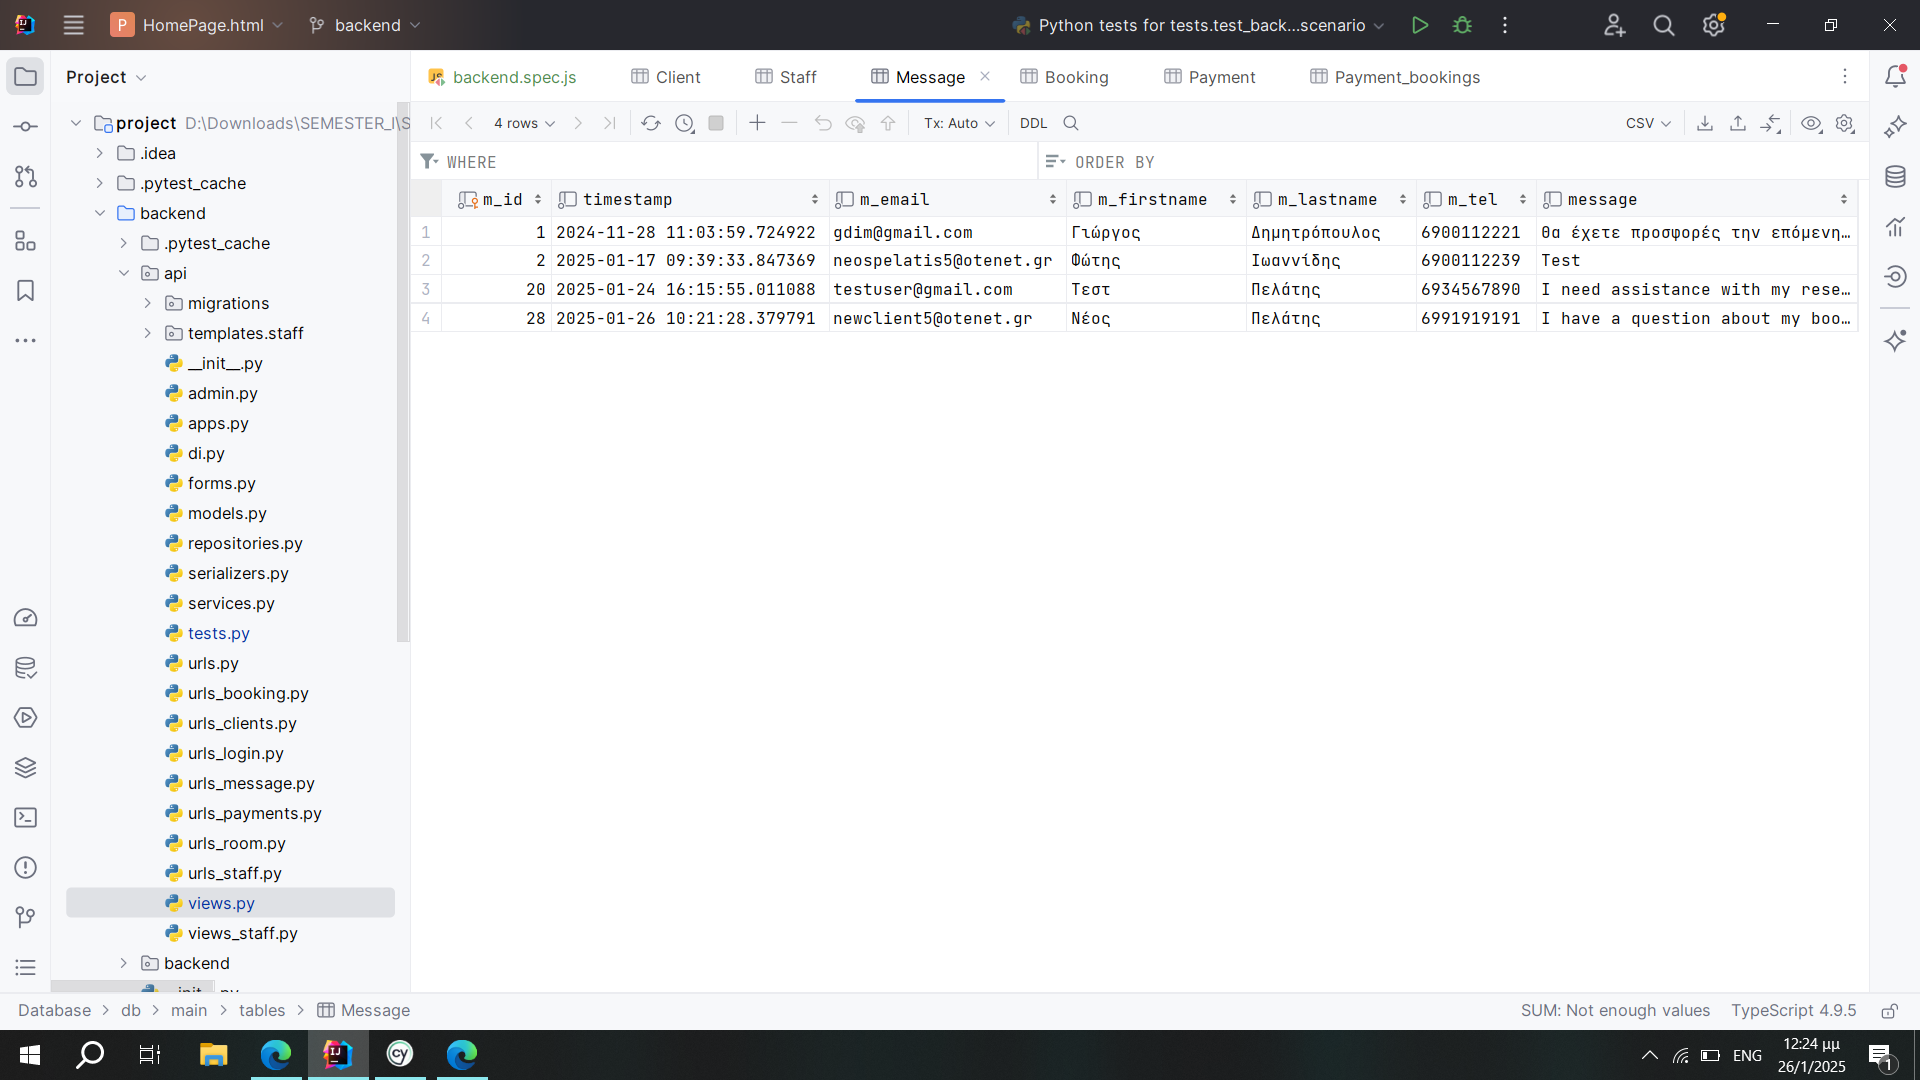 P HomePage.html backend Python tests for tests.test_back...scenario
Project
backend.spec.js Client Staff Message Booking Payment Payment_bookings
4 rows Tx: Auto DDL CSV
WHERE ORDER BY
project D:\Downloads\SEMESTER_I\S
.idea
.pytest_cache
backend
.pytest_cache
api
migrations
templates.staff
__init__.py
admin.py
apps.py
di.py
forms.py
models.py
repositories.py
serializers.py
services.py
tests.py
urls.py
urls_booking.py
urls_clients.py
urls_login.py
urls_message.py
urls_payments.py
urls_room.py
urls_staff.py
views.py
views_staff.py
backend
__init__.py
m_id timestamp m_email m_firstname m_lastname m_tel message
1 1 2024-11-28 11:03:59.724922 gdim@gmail.com Γιώργος Δημητρόπουλος 6900112221 Θα έχετε προσφορές την επόμενη…
2 2 2025-01-17 09:39:33.847369 neospelatis5@otenet.gr Φώτης Ιωαννίδης 6900112239 Test
3 20 2025-01-24 16:15:55.011088 testuser@gmail.com Τεστ Πελάτης 6934567890 I need assistance with my rese…
4 28 2025-01-26 10:21:28.379791 newclient5@otenet.gr Νέος Πελάτης 6991919191 I have a question about my boo…
Database db main tables Message SUM: Not enough values TypeScript 4.9.5
IJ cy ENG 12:24 μμ
26/1/2025
1